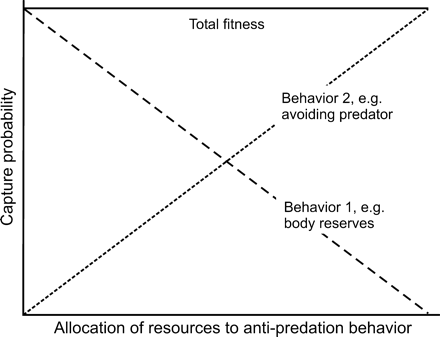 Total fitness
Behavior 2, e.g.
avoiding predator
Behavior 1, e.g.
body reserves
Capture probability
Allocation of resources to anti-predation behavior